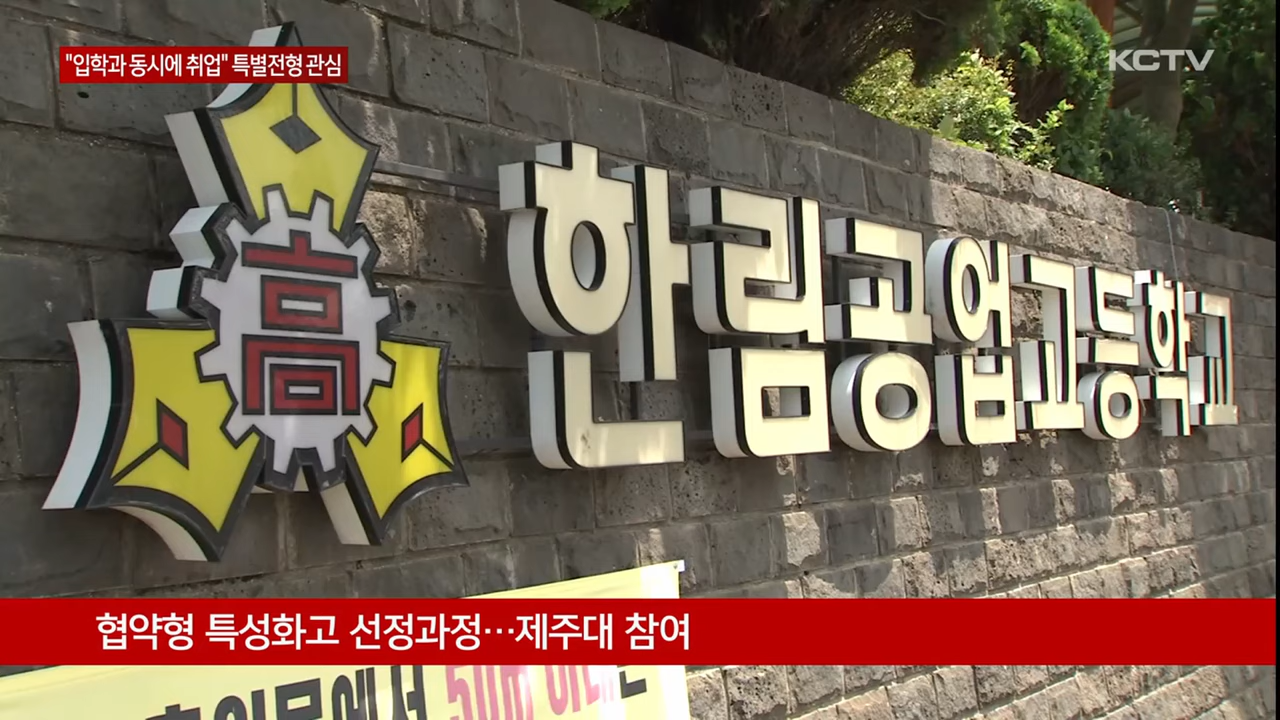 "입학과 동시에 취업" 특별전형 관심
KCTV
高
한림공업고등학교
협약형 특성화고 선정과정…제주대 참여